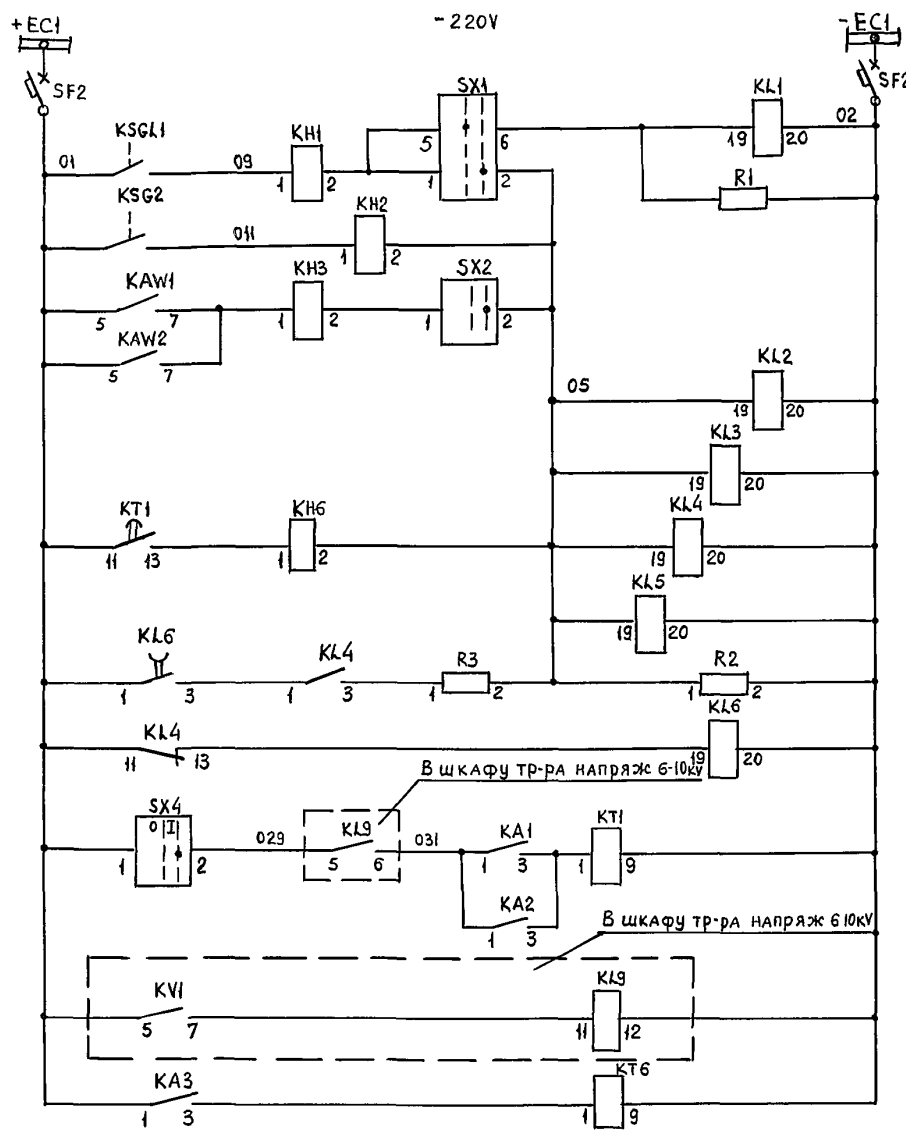 +EC1 -220V -EC1
SF2 SF2
SX1 KL1
KSGL1 5 6 19 20 02
01 09 KH1
1 2 1 2 R1
KSG2 KH2
011 1 2
KAW1 KH3 SX2
5 7 1 2 1 2
KAW2
5 7
05 KL2
19 20
KL3
19 20
KT1 KH6 KL4
11 13 1 2 19 20
KL5
19 20
KL6 KL4 R3 R2
1 3 1 3 1 2 1 2
KL4 KL6
11 13 19 20
В шкафу тр-ра напряж 6-10kV
SX4
0 I
1 2 029 KL9 031 KA1 KT1
5 6 1 3 1 9
KA2
1 3
В шкафу тр-ра напряж 6 10kV
KV1 KL9
5 7 11 12
KA3 KT6
1 3 1 9